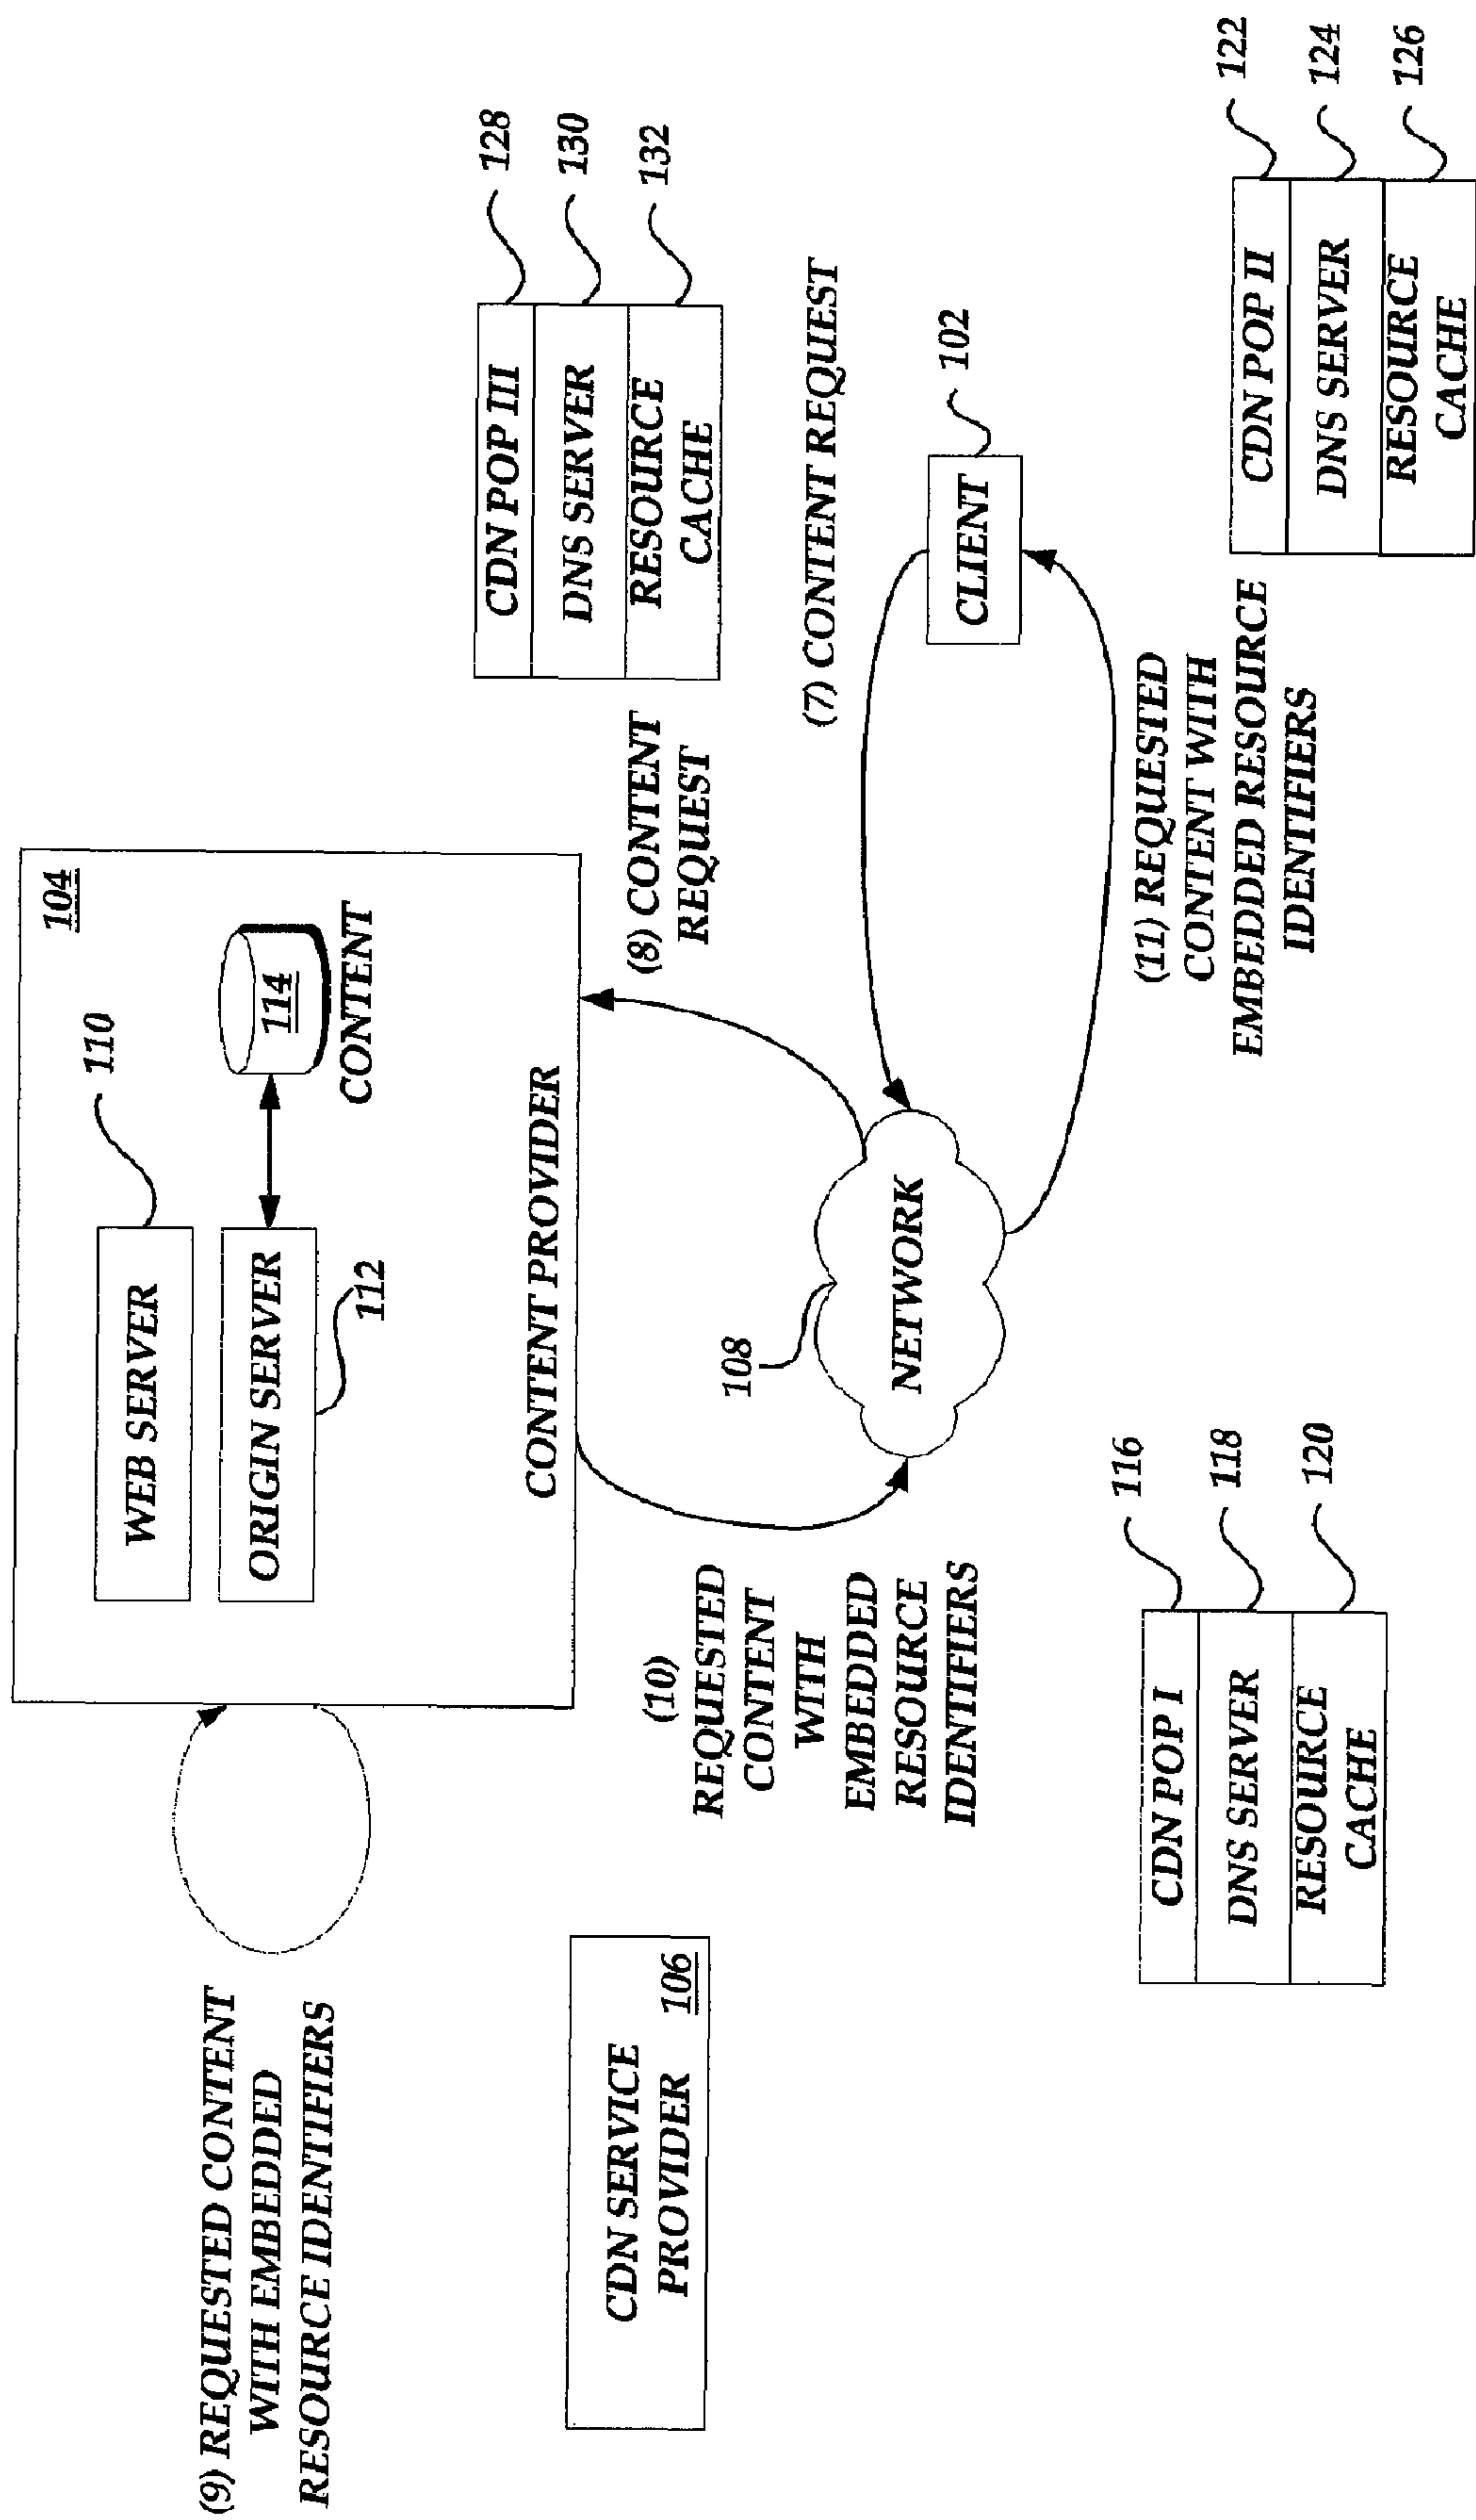 (9) REQUESTED CONTENT
WITH EMBEDDED
RESOURCE IDENTIFIERS
104
WEB SERVER
110
ORIGIN SERVER
112
114
CONTENT
CONTENT PROVIDER
CDN SERVICE
PROVIDER
106
(10)
REQUESTED
CONTENT
WITH
EMBEDDED
RESOURCE
IDENTIFIERS
(8) CONTENT
REQUEST
CDN POP III
DNS SERVER
RESOURCE
CACHE
128
130
132
108
NETWORK
(7) CONTENT REQUEST
CLIENT
102
(11) REQUESTED
CONTENT WITH
EMBEDDED RESOURCE
IDENTIFIERS
CDN POP I
DNS SERVER
RESOURCE
CACHE
116
118
120
CDN POP II
DNS SERVER
RESOURCE
CACHE
122
124
126